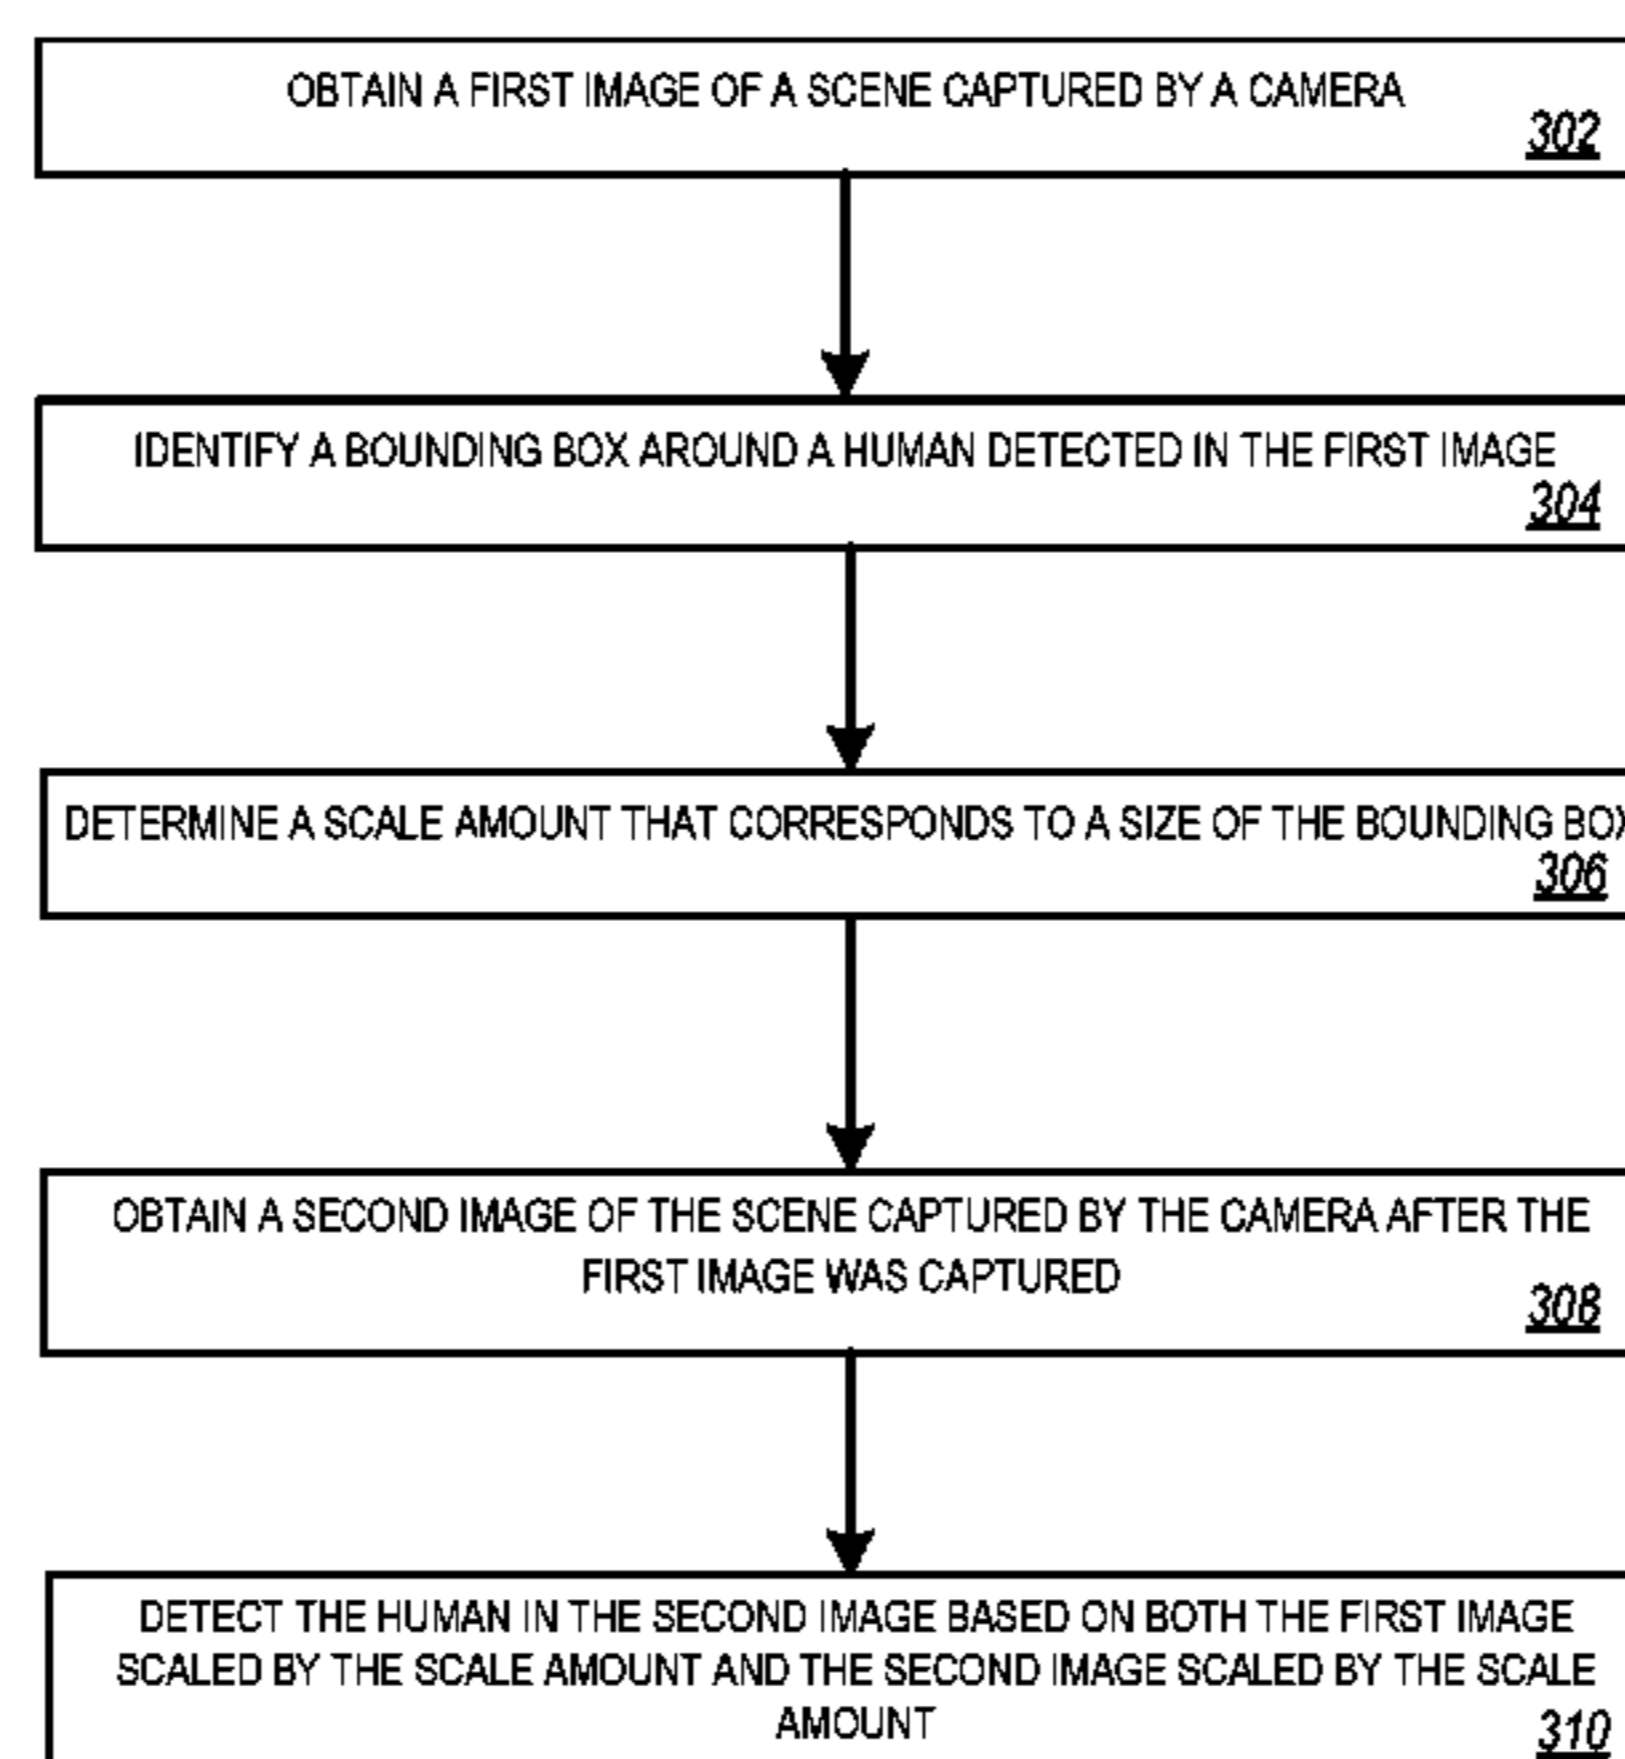 OBTAIN A FIRST IMAGE OF A SCENE CAPTURED BY A CAMERA
302
IDENTIFY A BOUNDING BOX AROUND A HUMAN DETECTED IN THE FIRST IMAGE
304
DETERMINE A SCALE AMOUNT THAT CORRESPONDS TO A SIZE OF THE BOUNDING BOX
306
OBTAIN A SECOND IMAGE OF THE SCENE CAPTURED BY THE CAMERA AFTER THE
FIRST IMAGE WAS CAPTURED
308
DETECT THE HUMAN IN THE SECOND IMAGE BASED ON BOTH THE FIRST IMAGE
SCALED BY THE SCALE AMOUNT AND THE SECOND IMAGE SCALED BY THE SCALE
AMOUNT
310